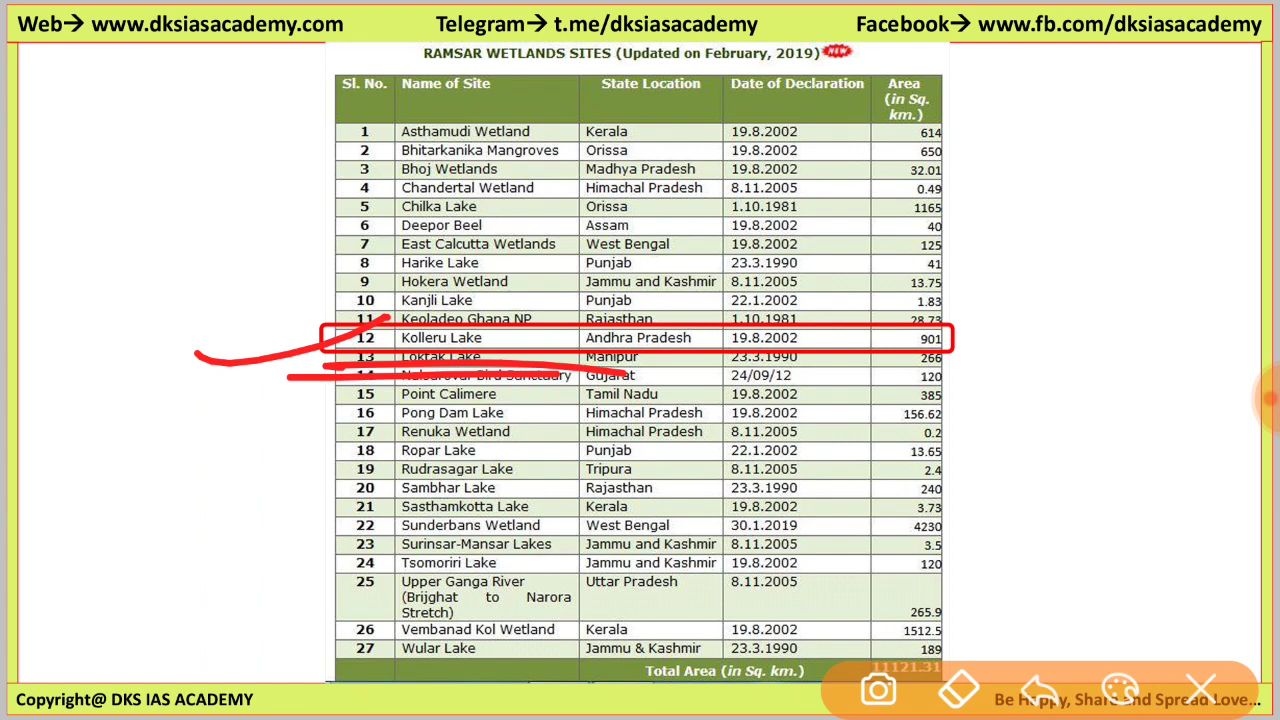 Web→ www.dksiasacademy.com Telegram→ t.me/dksiasacademy Facebook→ www.fb.com/dksiasacademy
RAMSAR WETLANDS SITES (Updated on February, 2019) NEW
Sl. No. Name of Site State Location Date of Declaration Area (in Sq. km.)
1 Asthamudi Wetland Kerala 19.8.2002 614
2 Bhitarkanika Mangroves Orissa 19.8.2002 650
3 Bhoj Wetlands Madhya Pradesh 19.8.2002 32.01
4 Chandertal Wetland Himachal Pradesh 8.11.2005 0.49
5 Chilka Lake Orissa 1.10.1981 1165
6 Deepor Beel Assam 19.8.2002 40
7 East Calcutta Wetlands West Bengal 19.8.2002 125
8 Harike Lake Punjab 23.3.1990 41
9 Hokera Wetland Jammu and Kashmir 8.11.2005 13.75
10 Kanjli Lake Punjab 22.1.2002 1.83
11 Keoladeo Ghana NP Rajasthan 1.10.1981 28.73
12 Kolleru Lake Andhra Pradesh 19.8.2002 901
13 Loktak Lake Manipur 23.3.1990 266
14 Nalsarovar Bird Sanctuary Gujarat 24/09/12 120
15 Point Calimere Tamil Nadu 19.8.2002 385
16 Pong Dam Lake Himachal Pradesh 19.8.2002 156.62
17 Renuka Wetland Himachal Pradesh 8.11.2005 0.2
18 Ropar Lake Punjab 22.1.2002 13.65
19 Rudrasagar Lake Tripura 8.11.2005 2.4
20 Sambhar Lake Rajasthan 23.3.1990 240
21 Sasthamkotta Lake Kerala 19.8.2002 3.73
22 Sunderbans Wetland West Bengal 30.1.2019 4230
23 Surinsar-Mansar Lakes Jammu and Kashmir 8.11.2005 3.5
24 Tsomoriri Lake Jammu and Kashmir 19.8.2002 120
25 Upper Ganga River Uttar Pradesh 8.11.2005
(Brijghat to Narora
Stretch) 265.9
26 Vembanad Kol Wetland Kerala 19.8.2002 1512.5
27 Wular Lake Jammu & Kashmir 23.3.1990 189
Total Area (in Sq. km.) 11121.31
Copyright@ DKS IAS ACADEMY Be Happy, Share and Spread Love...